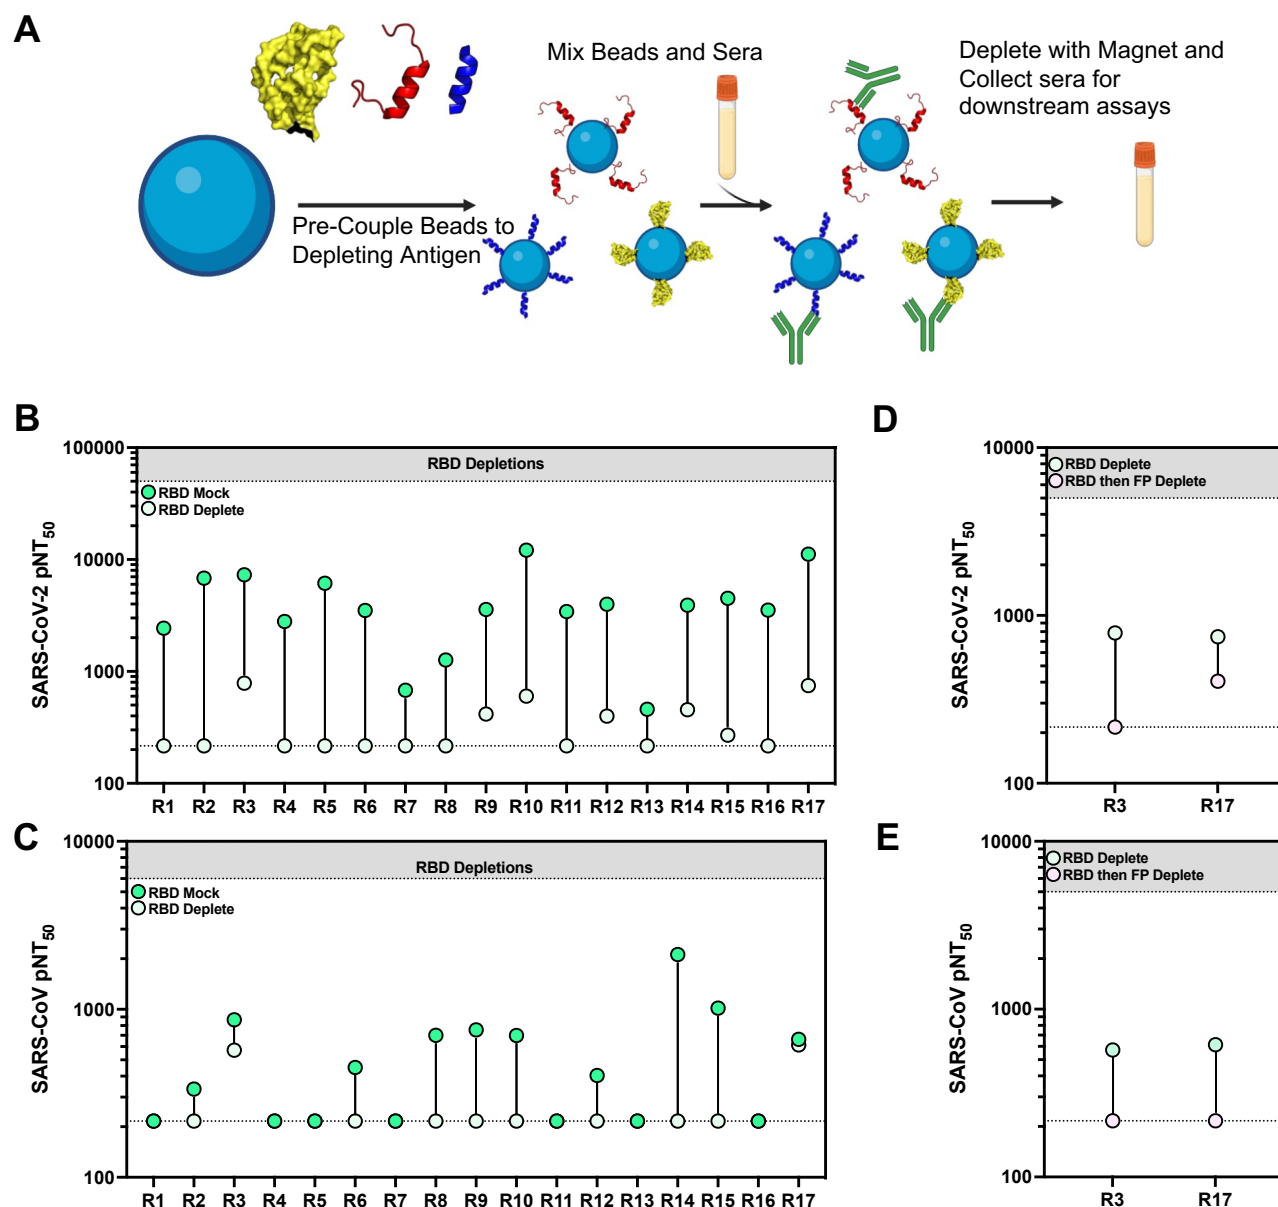 A
Mix Beads and Sera
Deplete with Magnet and
Collect sera for
downstream assays
Pre-Couple Beads to
Depleting Antigen
B
SARS-CoV-2 pNT50
100000
10000
1000
100
RBD Depletions
RBD Mock
RBD Deplete
R1 R2 R3 R4 R5 R6 R7 R8 R9 R10 R11 R12 R13 R14 R15 R16 R17
D
SARS-CoV-2 pNT50
10000
1000
100
RBD Deplete
RBD then FP Deplete
R3 R17
C
SARS-CoV pNT50
10000
1000
100
RBD Depletions
RBD Mock
RBD Deplete
R1 R2 R3 R4 R5 R6 R7 R8 R9 R10 R11 R12 R13 R14 R15 R16 R17
E
SARS-CoV pNT50
10000
1000
100
RBD Deplete
RBD then FP Deplete
R3 R17